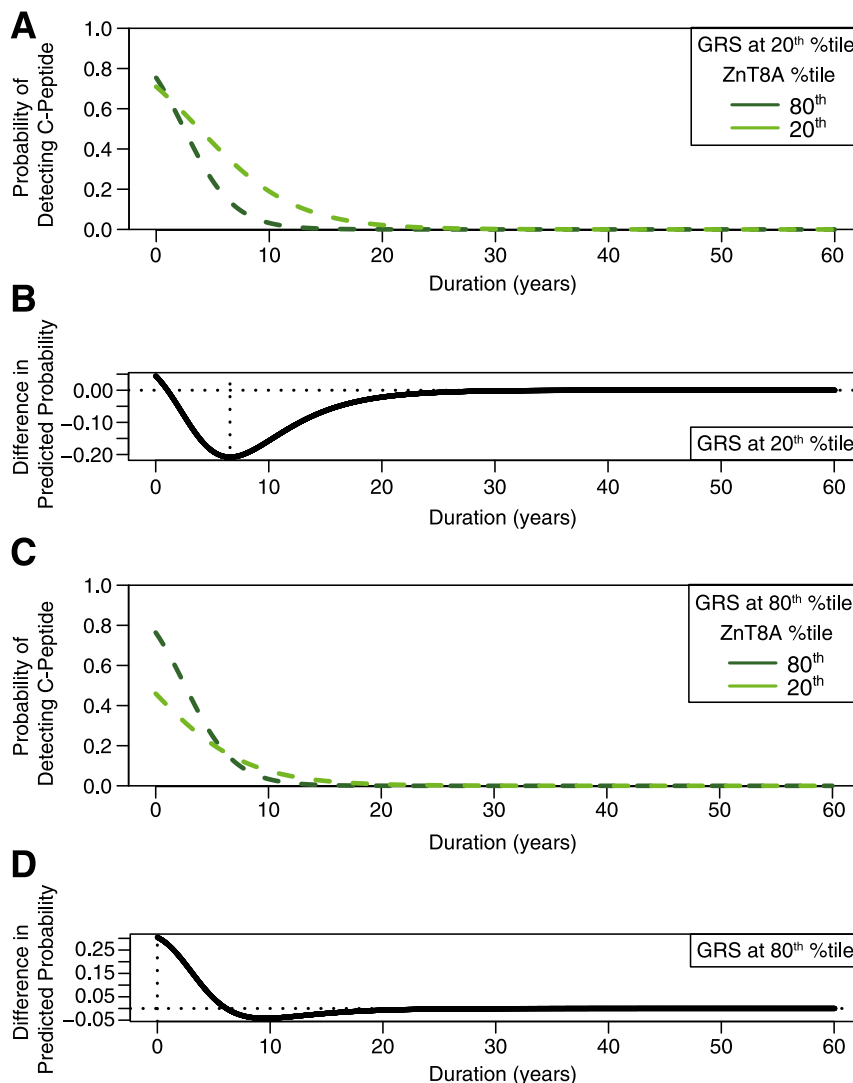 A
Probability of
Detecting C-Peptide
1.0
0.8
0.6
0.4
0.2
0.0
GRS at 20th %tile
ZnT8A %tile
80th
20th
0 10 20 30 40 50 60
Duration (years)
B
Difference in
Predicted Probability
0.00
−0.10
−0.20
GRS at 20th %tile
0 10 20 30 40 50 60
Duration (years)
C
Probability of
Detecting C-Peptide
1.0
0.8
0.6
0.4
0.2
0.0
GRS at 80th %tile
ZnT8A %tile
80th
20th
0 10 20 30 40 50 60
Duration (years)
D
Difference in
Predicted Probability
0.25
0.15
0.05
−0.05
GRS at 80th %tile
0 10 20 30 40 50 60
Duration (years)